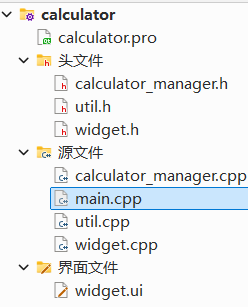 calculator
calculator.pro
头文件
calculator_manager.h
util.h
widget.h
源文件
calculator_manager.cpp
main.cpp
util.cpp
widget.cpp
界面文件
widget.ui